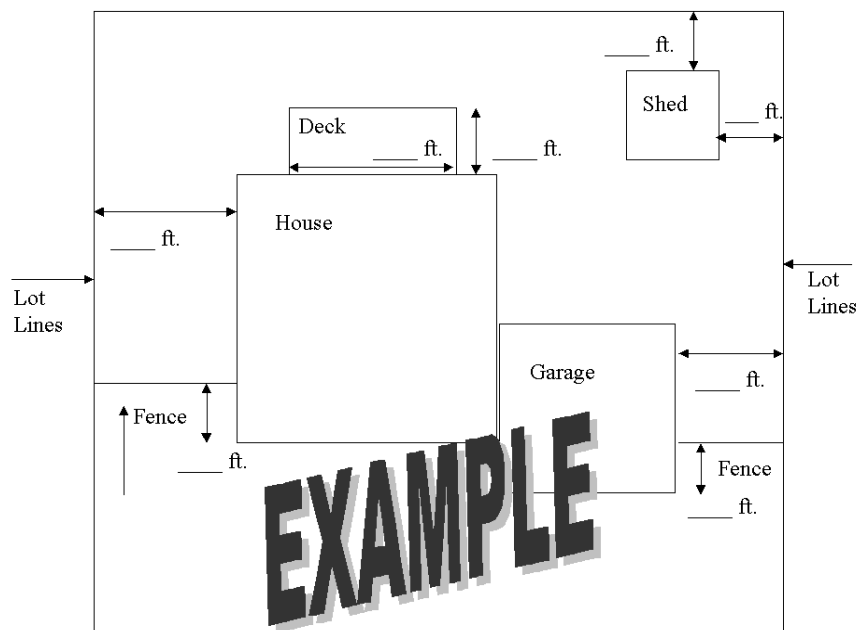 ____ ft.
Shed
___ ft.
Deck
____ ft.
____ ft.
House
____ ft.
Lot
Lines
Lot
Lines
Garage
____ ft.
Fence
____ ft.
Fence
____ ft.
EXAMPLE